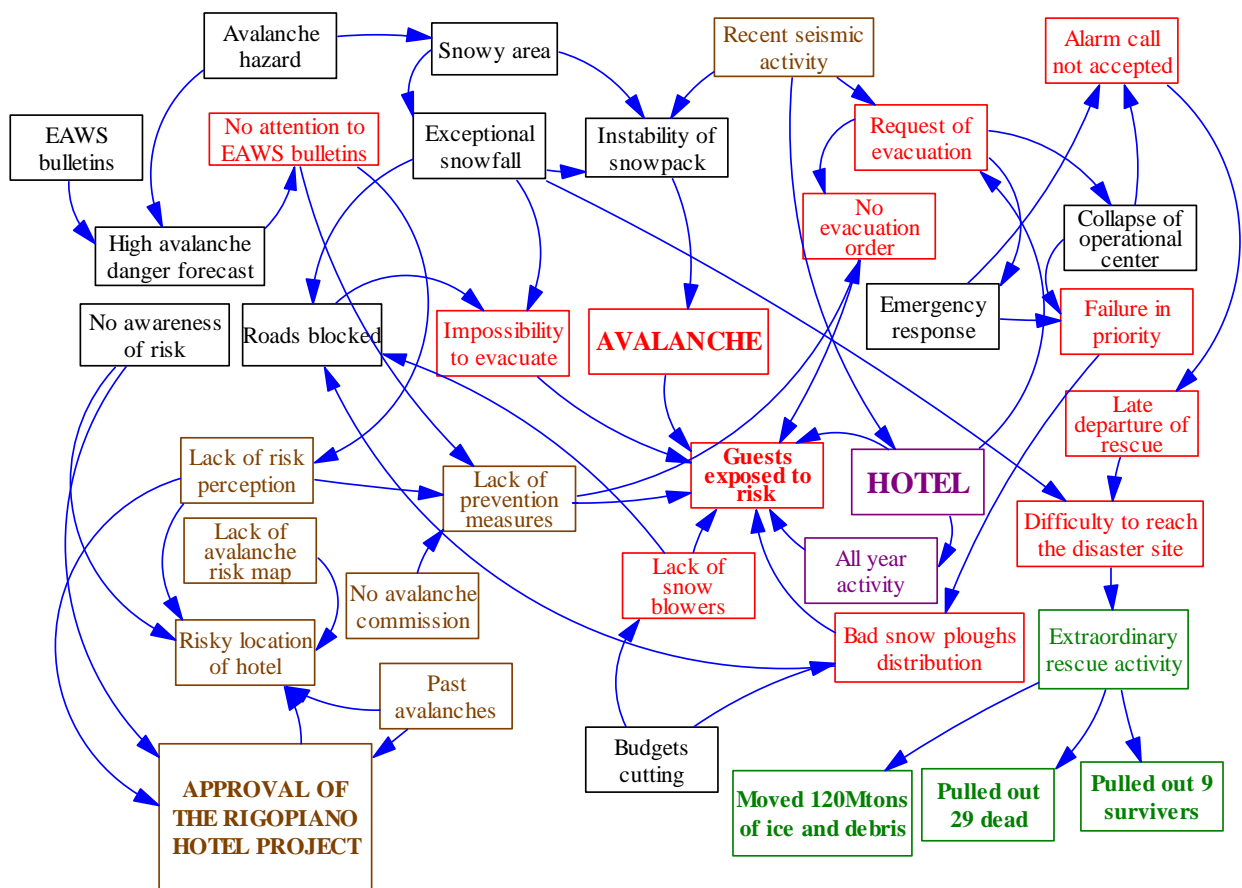 Avalanche
hazard
Snowy area
Recent seismic
activity
Alarm call
not accepted
EAWS
bulletins
No attention to
EAWS bulletins
Exceptional
snowfall
Instability of
snowpack
Request of
evacuation
High avalanche
danger forecast
No
evacuation
order
Collapse of
operational
center
No awareness
of risk
Roads blocked
Impossibility
to evacuate
AVALANCHE
Emergency
response
Failure in
priority
Late
departure of
rescue
Lack of risk
perception
Lack of
prevention
measures
Guests
exposed to
risk
HOTEL
Lack of
avalanche
risk map
No avalanche
commission
Lack of
snow
blowers
All year
activity
Difficulty to reach
the disaster site
Risky location
of hotel
Bad snow ploughs
distribution
Extraordinary
rescue activity
Past
avalanches
Budgets
cutting
APPROVAL OF
THE RIGOPIANO
HOTEL PROJECT
Moved 120Mtons
of ice and debris
Pulled out
29 dead
Pulled out 9
survivers